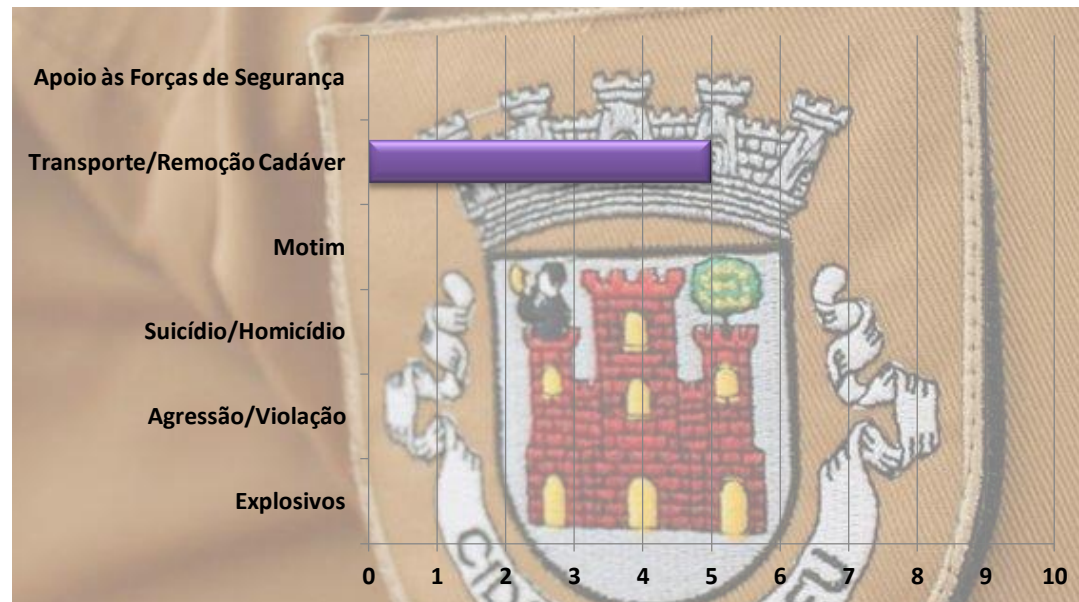 Apoio às Forças de Segurança
Transporte/Remoção Cadáver
Motim
Suicídio/Homicídio
Agressão/Violação
Explosivos
0 1 2 3 4 5 6 7 8 9 10